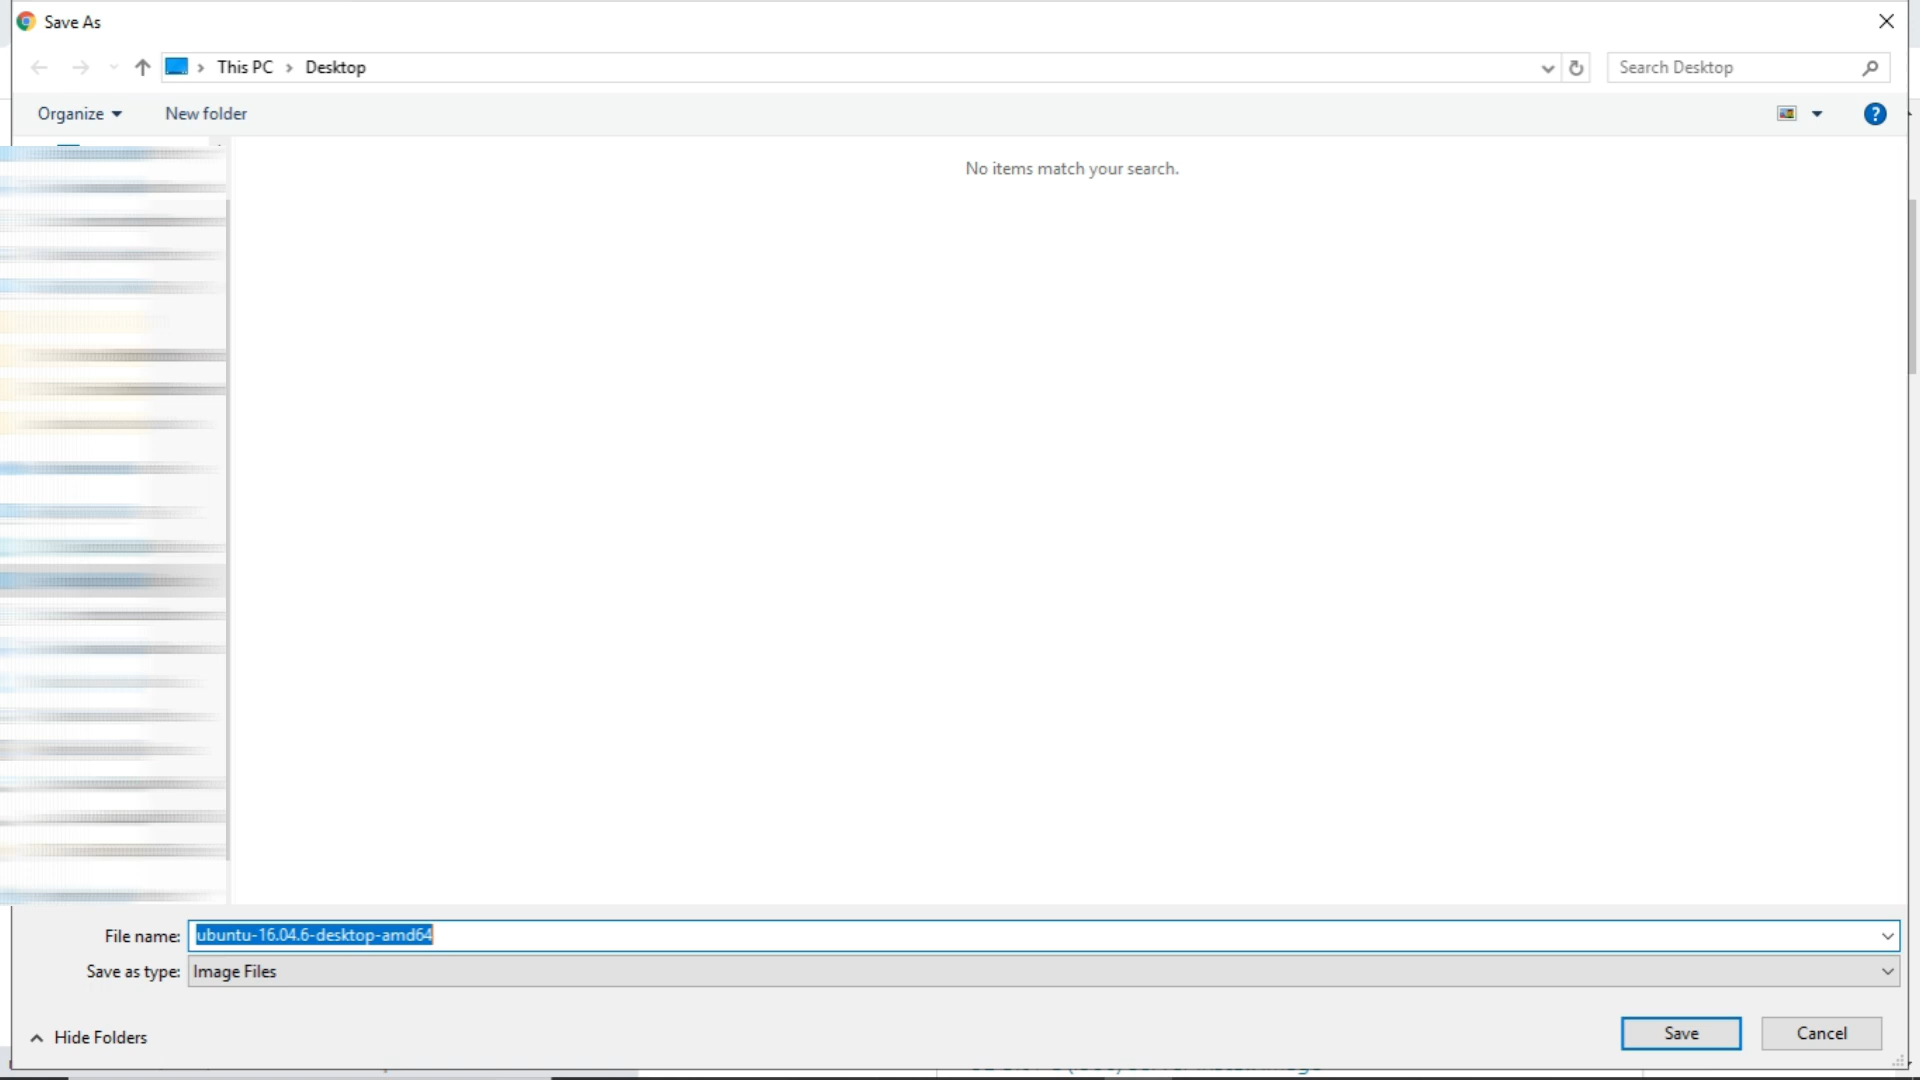 Save As
This PC
Desktop
Search Desktop
Organize
New folder
No items match your search.
File name: ubuntu-16.04.6-desktop-amd64
Save as type: Image Files
Hide Folders
Save
Cancel